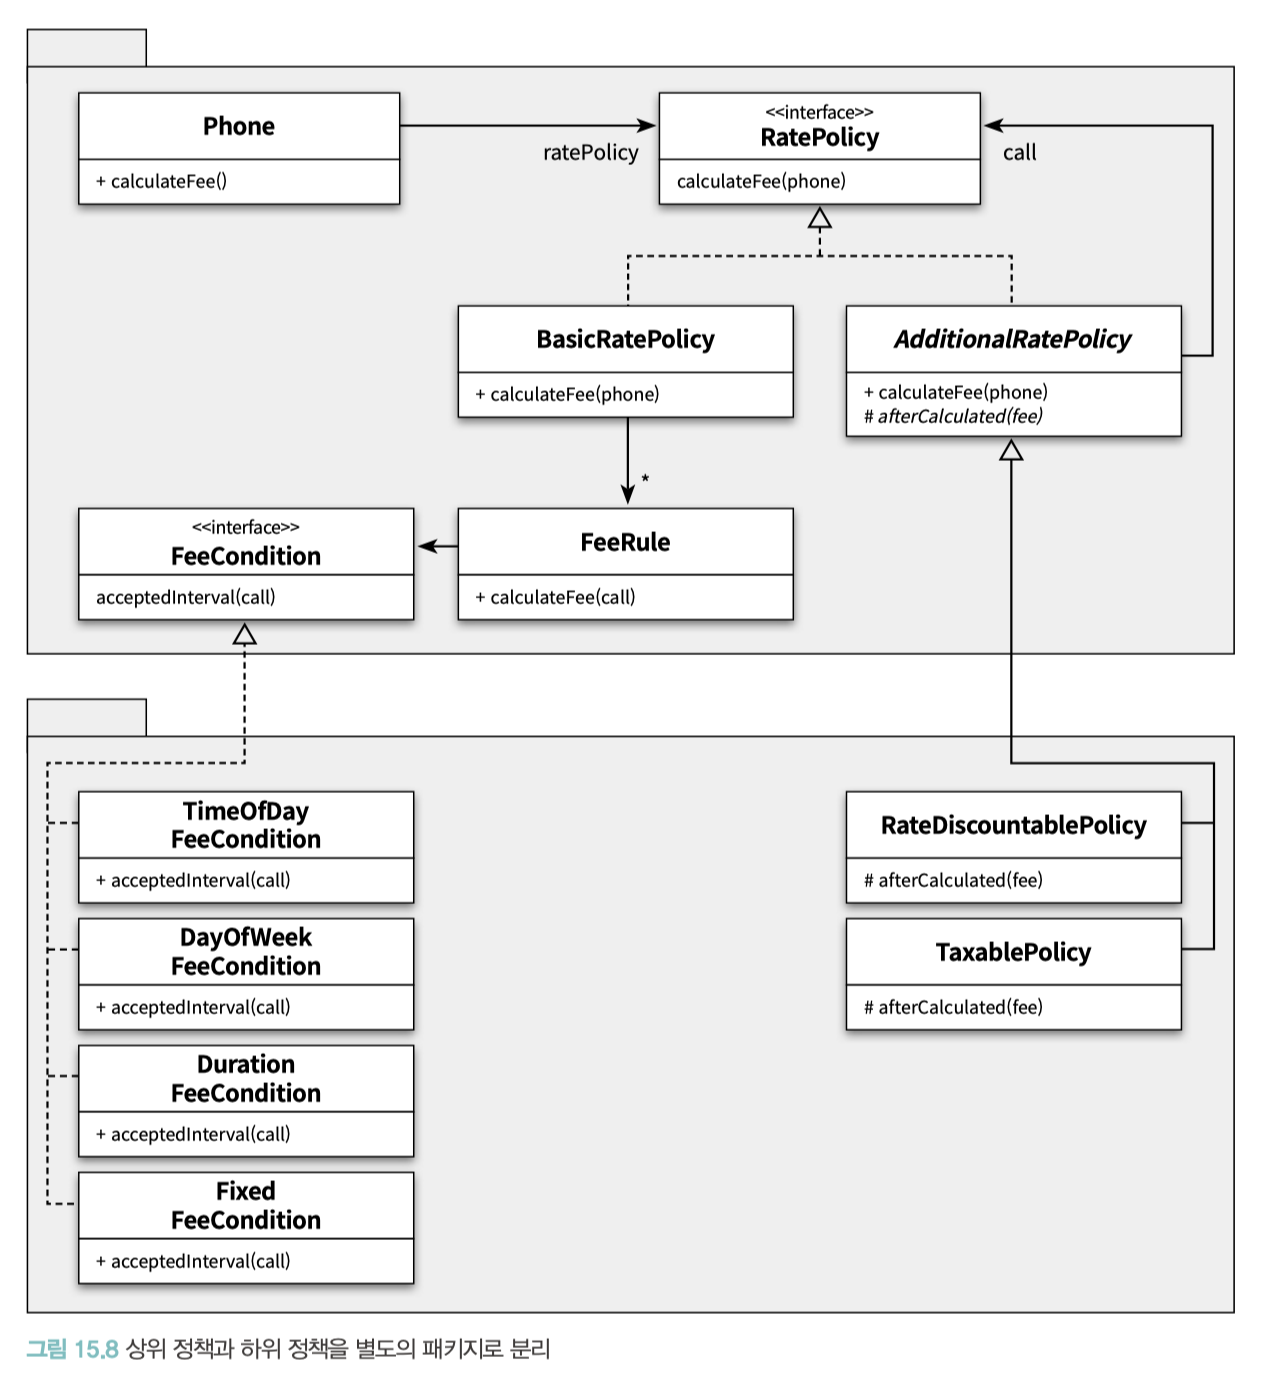 Phone
+ calculateFee()
ratePolicy
<<interface>>
RatePolicy
calculateFee(phone)
call
BasicRatePolicy
+ calculateFee(phone)
*
AdditionalRatePolicy
+ calculateFee(phone)
# afterCalculated(fee)
<<interface>>
FeeCondition
acceptedInterval(call)
FeeRule
+ calculateFee(call)
TimeOfDay
FeeCondition
+ acceptedInterval(call)
DayOfWeek
FeeCondition
+ acceptedInterval(call)
Duration
FeeCondition
+ acceptedInterval(call)
Fixed
FeeCondition
+ acceptedInterval(call)
RateDiscountablePolicy
# afterCalculated(fee)
TaxablePolicy
# afterCalculated(fee)
그림 15.8 상위 정책과 하위 정책을 별도의 패키지로 분리